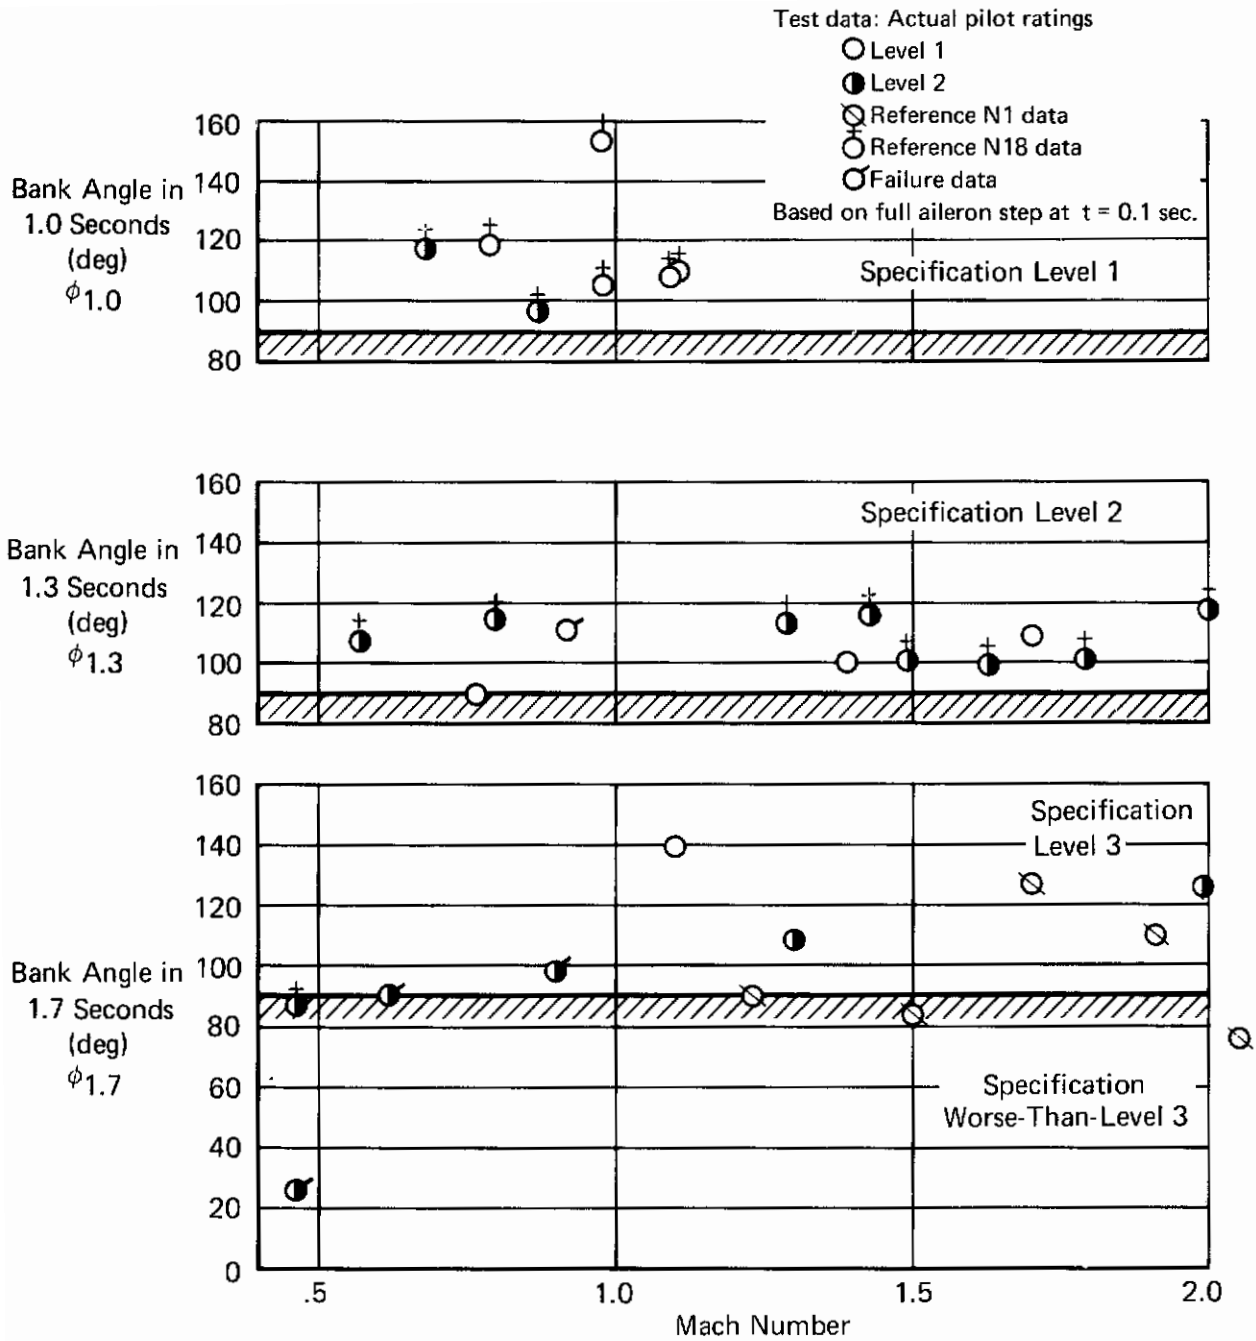 Test data: Actual pilot ratings
Level 1
Level 2
Reference N1 data
Reference N18 data
Failure data
Based on full aileron step at t = 0.1 sec.
Bank Angle in
1.0 Seconds
(deg)
ϕ1.0
160
140
120
100
80
Specification Level 1
Bank Angle in
1.3 Seconds
(deg)
ϕ1.3
160
140
120
100
80
Specification Level 2
Bank Angle in
1.7 Seconds
(deg)
ϕ1.7
160
140
120
100
80
60
40
20
0
Specification
Level 3
Specification
Worse-Than-Level 3
.5 1.0 1.5 2.0
Mach Number